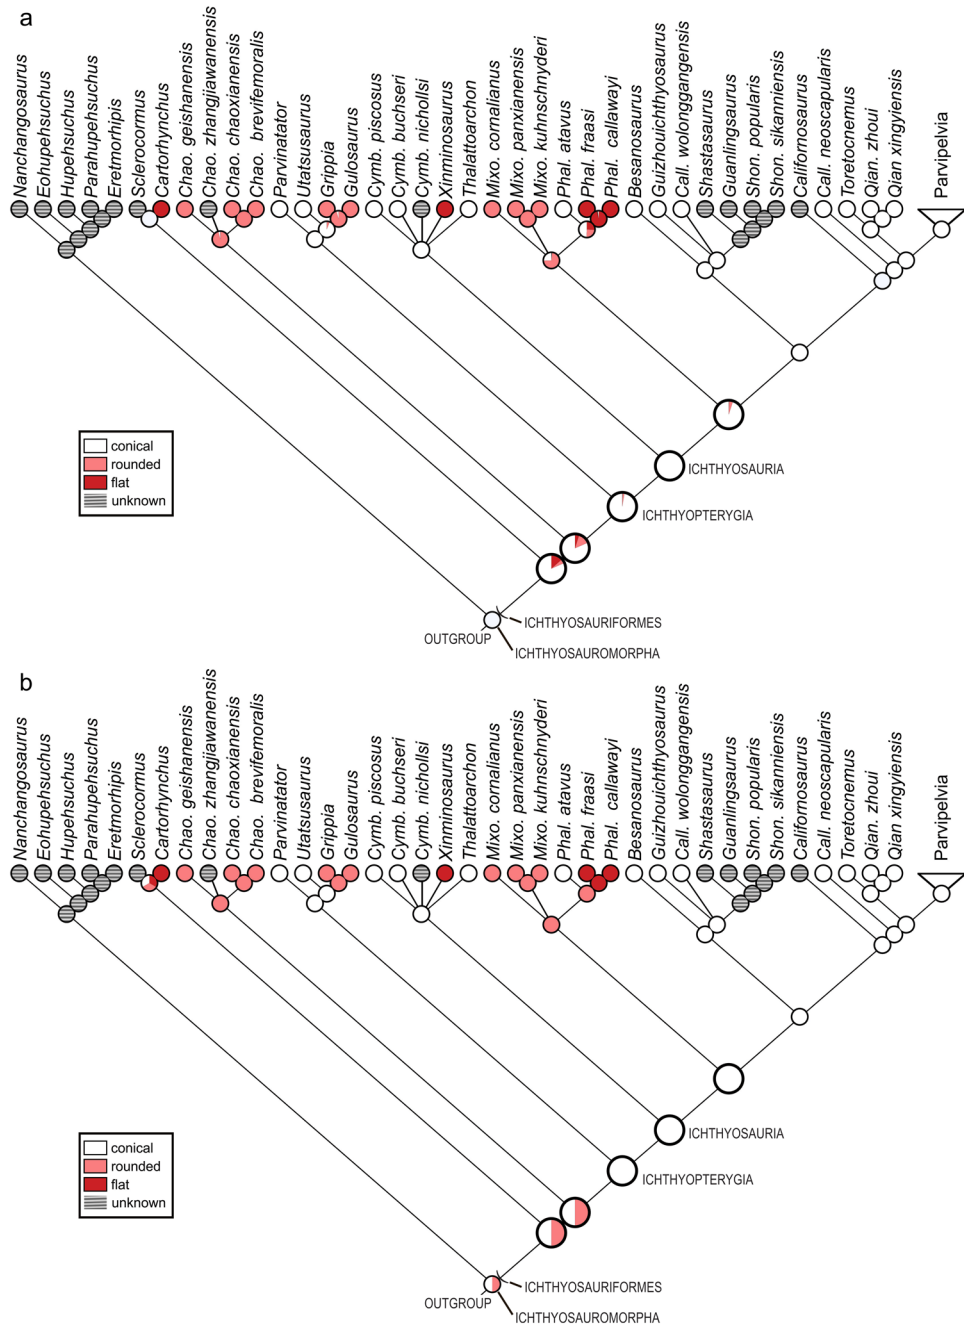 a
Nanchangosaurus
Eohupehsuchus
Hupehsuchus
Parahupehsuchus
Eretmorhipis
Sclerocormus
Cartorhynchus
Chao. geishanensis
Chao. zhangjiawanensis
Chao. chaoxianensis
Chao. brevifemoralis
Parvinatator
Utatsusaurus
Grippia
Gulosaurus
Cymb. piscosus
Cymb. buchseri
Cymb. nichollsi
Xinminosaurus
Thalattoarchon
Mixo. cornalianus
Mixo. panxianensis
Mixo. kuhnschnyderi
Phal. atavus
Phal. fraasi
Phal. callawayi
Besanosaurus
Guizhouichthyosaurus
Call. wolonggangensis
Shastasaurus
Guanlingsaurus
Shon. popularis
Shon. sikanniensis
Californosaurus
Call. neoscapularis
Toretocnemus
Qian. zhoui
Qian xingyiensis
Parvipelvia
conical
rounded
flat
unknown
ICHTHYOSAURIA
ICHTHYOPTERYGIA
ICHTHYOSAURIFORMES
OUTGROUP
ICHTHYOSAUROMORPHA
b
Nanchangosaurus
Eohupehsuchus
Hupehsuchus
Parahupehsuchus
Eretmorhipis
Sclerocormus
Cartorhynchus
Chao. geishanensis
Chao. zhangjiawanensis
Chao. chaoxianensis
Chao. brevifemoralis
Parvinatator
Utatsusaurus
Grippia
Gulosaurus
Cymb. piscosus
Cymb. buchseri
Cymb. nichollsi
Xinminosaurus
Thalattoarchon
Mixo. cornalianus
Mixo. panxianensis
Mixo. kuhnschnyderi
Phal. atavus
Phal. fraasi
Phal. callawayi
Besanosaurus
Guizhouichthyosaurus
Call. wolonggangensis
Shastasaurus
Guanlingsaurus
Shon. popularis
Shon. sikanniensis
Californosaurus
Call. neoscapularis
Toretocnemus
Qian. zhoui
Qian xingyiensis
Parvipelvia
conical
rounded
flat
unknown
ICHTHYOSAURIA
ICHTHYOPTERYGIA
ICHTHYOSAURIFORMES
OUTGROUP
ICHTHYOSAUROMORPHA